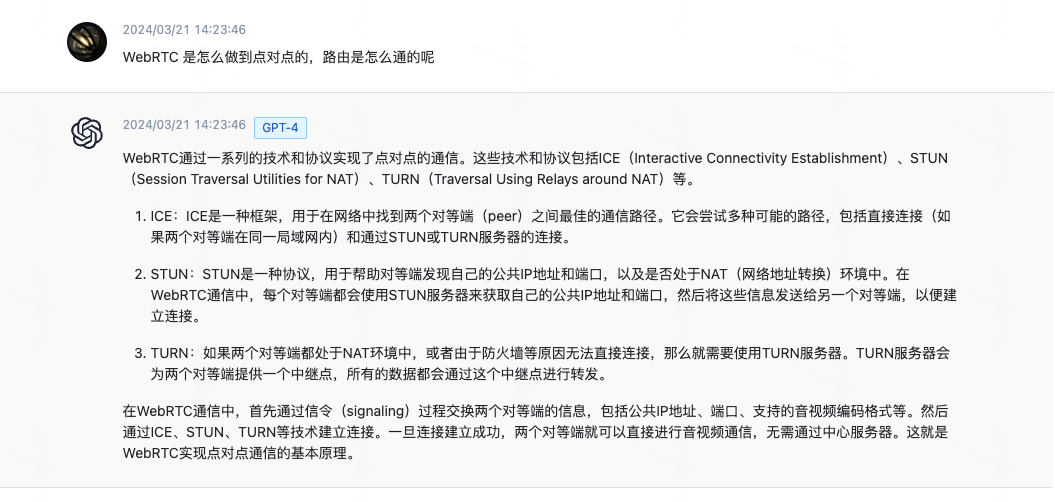 2024/03/21 14:23:46
WebRTC 是怎么做到点对点的，路由是怎么通的呢
2024/03/21 14:23:46 GPT-4
WebRTC通过一系列的技术和协议实现了点对点的通信。这些技术和协议包括ICE（Interactive Connectivity Establishment）、STUN
（Session Traversal Utilities for NAT）、TURN（Traversal Using Relays around NAT）等。
1. ICE：ICE是一种框架，用于在网络中找到两个对等端（peer）之间最佳的通信路径。它会尝试多种可能的路径，包括直接连接（如
果两个对等端在同一局域网内）和通过STUN或TURN服务器的连接。
2. STUN：STUN是一种协议，用于帮助对等端发现自己的公共IP地址和端口，以及是否处于NAT（网络地址转换）环境中。在
WebRTC通信中，每个对等端都会使用STUN服务器来获取自己的公共IP地址和端口，然后将这些信息发送给另一个对等端，以便建
立连接。
3. TURN：如果两个对等端都处于NAT环境中，或者由于防火墙等原因无法直接连接，那么就需要使用TURN服务器。TURN服务器会
为两个对等端提供一个中继点，所有的数据都会通过这个中继点进行转发。
在WebRTC通信中，首先通过信令（signaling）过程交换两个对等端的信息，包括公共IP地址、端口、支持的音视频编码格式等。然后
通过ICE、STUN、TURN等技术建立连接。一旦连接建立成功，两个对等端就可以直接进行音视频通信，无需通过中心服务器。这就是
WebRTC实现点对点通信的基本原理。